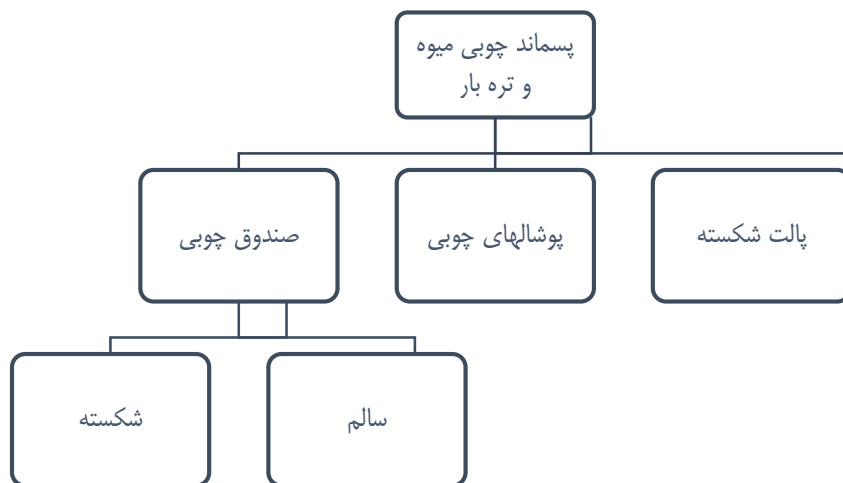 پسماند چوبی میوه
و تره بار
پالت شکسته
پوشالهای چوبی
صندوق چوبی
سالم
شکسته